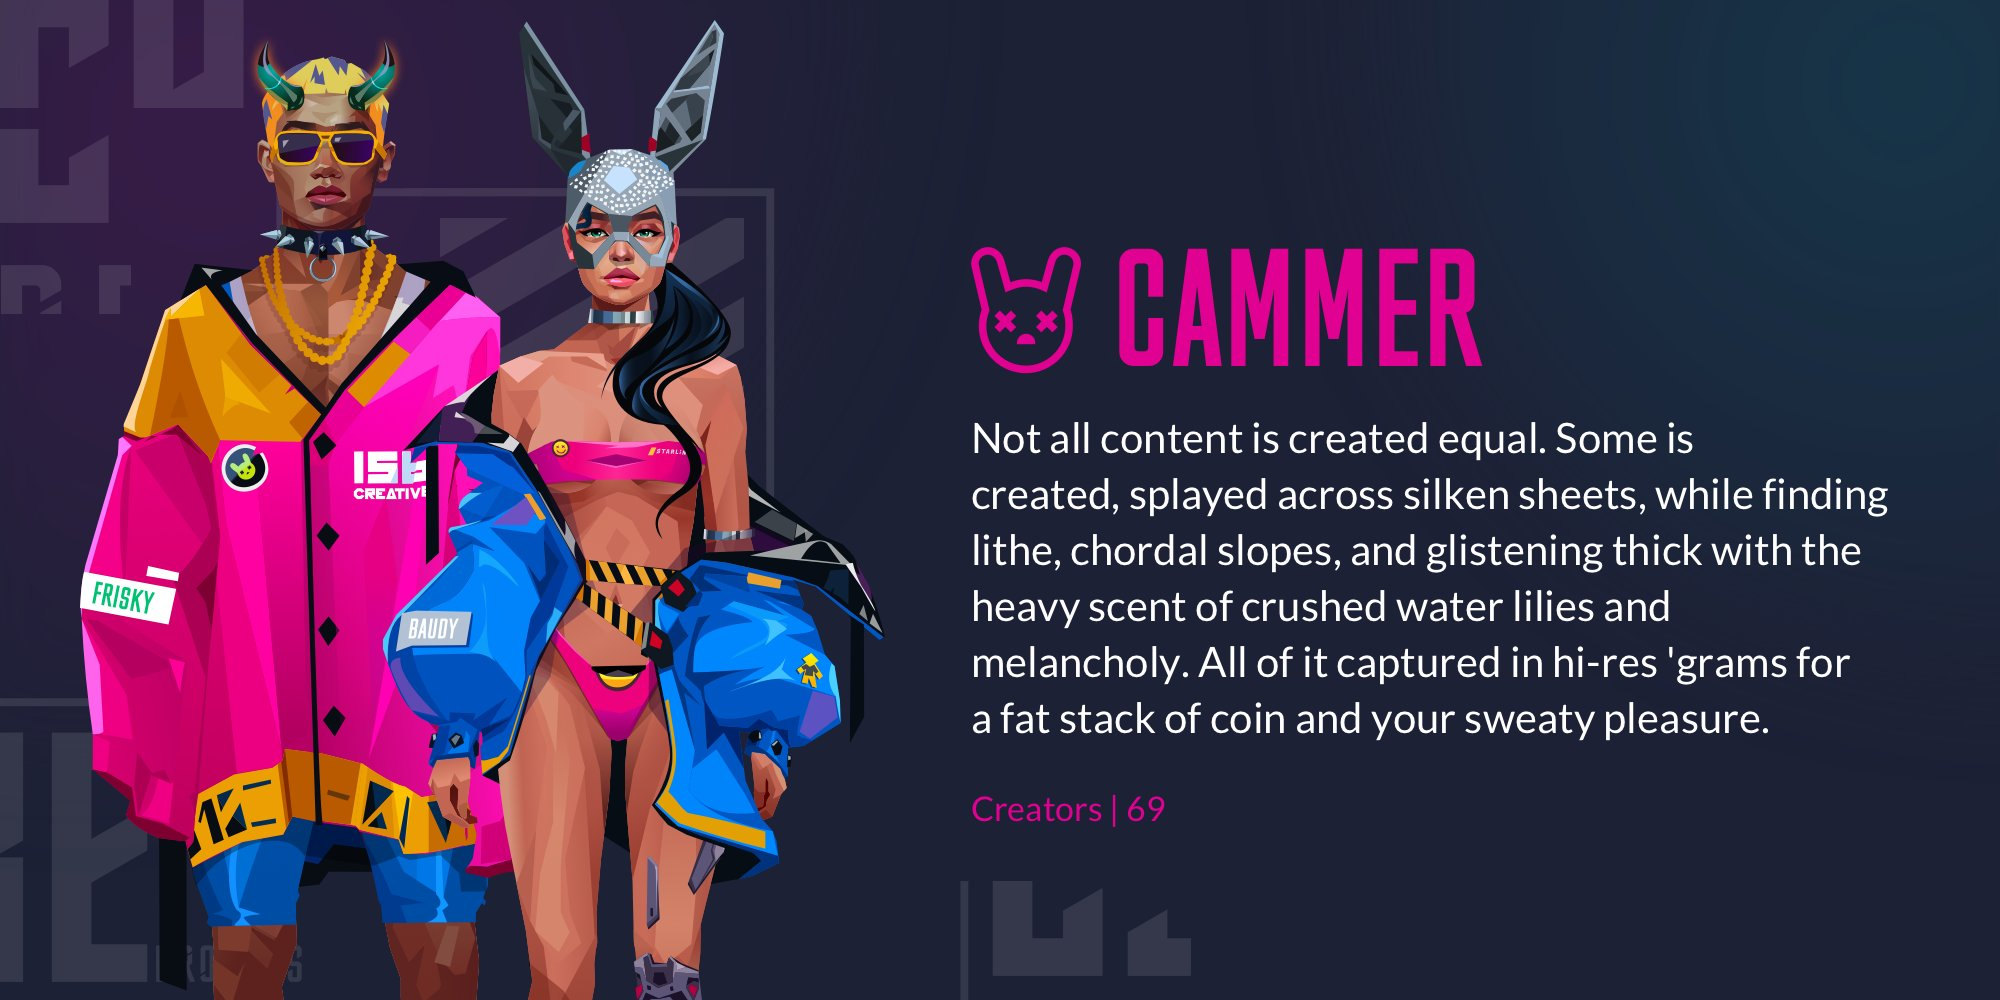 CAMMER
Not all content is created equal. Some is
created, splayed across silken sheets, while finding
lithe, chordal slopes, and glistening thick with the
heavy scent of crushed water lilies and
melancholy. All of it captured in hi-res 'grams for
a fat stack of coin and your sweaty pleasure.
Creators | 69
CREATIVE
FRISKY
BAUDY